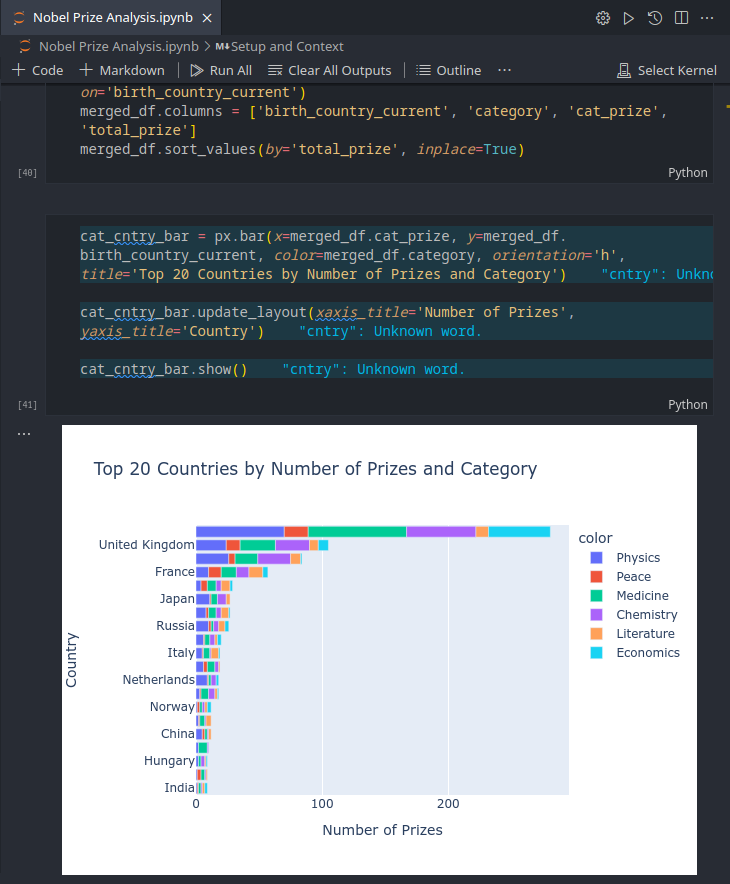 Nobel Prize Analysis.ipynb
Nobel Prize Analysis.ipynb > M↓Setup and Context
+ Code + Markdown Run All Clear All Outputs Outline ... Select Kernel
on='birth_country_current')
merged_df.columns = ['birth_country_current', 'category', 'cat_prize',
'total_prize']
merged_df.sort_values(by='total_prize', inplace=True)
[40] Python
cat_cntry_bar = px.bar(x=merged_df.cat_prize, y=merged_df.
birth_country_current, color=merged_df.category, orientation='h',
title='Top 20 Countries by Number of Prizes and Category') "cntry": Unkno
cat_cntry_bar.update_layout(xaxis_title='Number of Prizes',
yaxis_title='Country') "cntry": Unknown word.
cat_cntry_bar.show() "cntry": Unknown word.
[41] Python
...
Top 20 Countries by Number of Prizes and Category
color
Physics
Peace
Medicine
Chemistry
Literature
Economics
Country
United Kingdom
France
Japan
Russia
Italy
Netherlands
Norway
China
Hungary
India
0 100 200
Number of Prizes